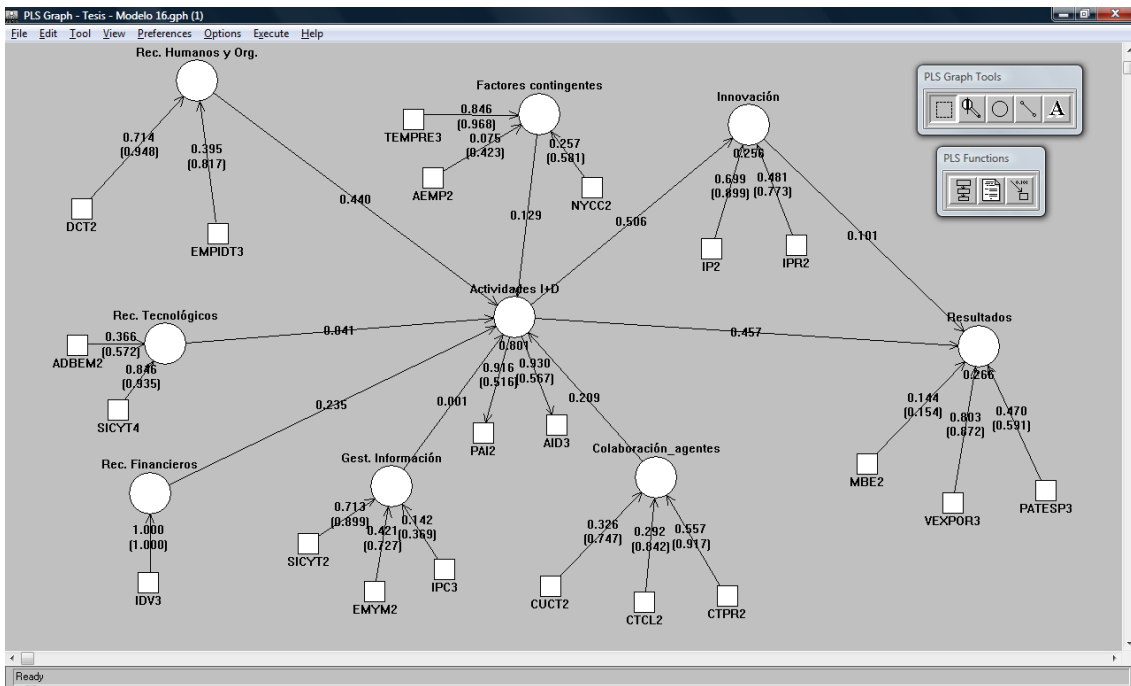 PLS Graph - Tesis - Modelo 16.gph (1)
File Edit Tool View Preferences Options Execute Help
Rec. Humanos y Org.
0.714
(0.948)
0.395
(0.817)
DCT2
EMPIDT3
0.440
Factores contingentes
0.846
(0.968)
TEMPRE3
0.075
(0.423)
AEMP2
0.257
(0.581)
NYCC2
0.129
Innovación
0.256
0.699
(0.899)
0.481
(0.773)
IP2
IPR2
0.506
0.101
PLS Graph Tools
A
PLS Functions
0.101
Rec. Tecnológicos
0.366
(0.572)
ADBEM2
0.846
(0.935)
SICYT4
0.041
Actividades I+D
0.801
0.916
(0.516)
0.930
(0.567)
PAI2
AID3
0.457
Resultados
0.266
0.144
(0.154)
0.803
(0.872)
0.470
(0.591)
MBE2
VEXPOR3
PATESP3
0.235
0.001
0.209
Rec. Financieros
1.000
(1.000)
IDV3
Gest. Información
0.713
(0.899)
0.421
(0.727)
0.142
(0.369)
SICYT2
EMYM2
IPC3
Colaboración_agentes
0.326
(0.747)
0.292
(0.842)
0.557
(0.917)
CUCT2
CTCL2
CTPR2
Ready